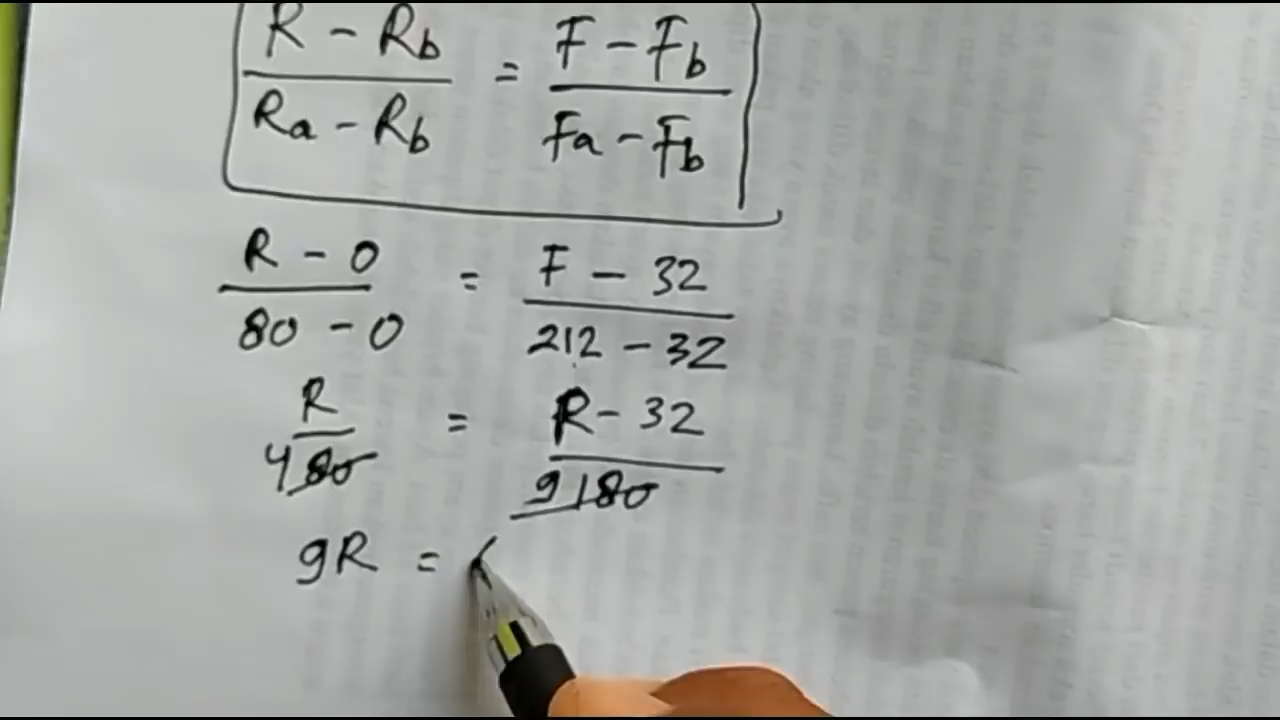 R - Rb / Ra - Rb = F - Fb / Fa - Fb
R - 0 / 80 - 0 = F - 32 / 212 - 32
R / 4 80 = R - 32 / 9 180
9R =